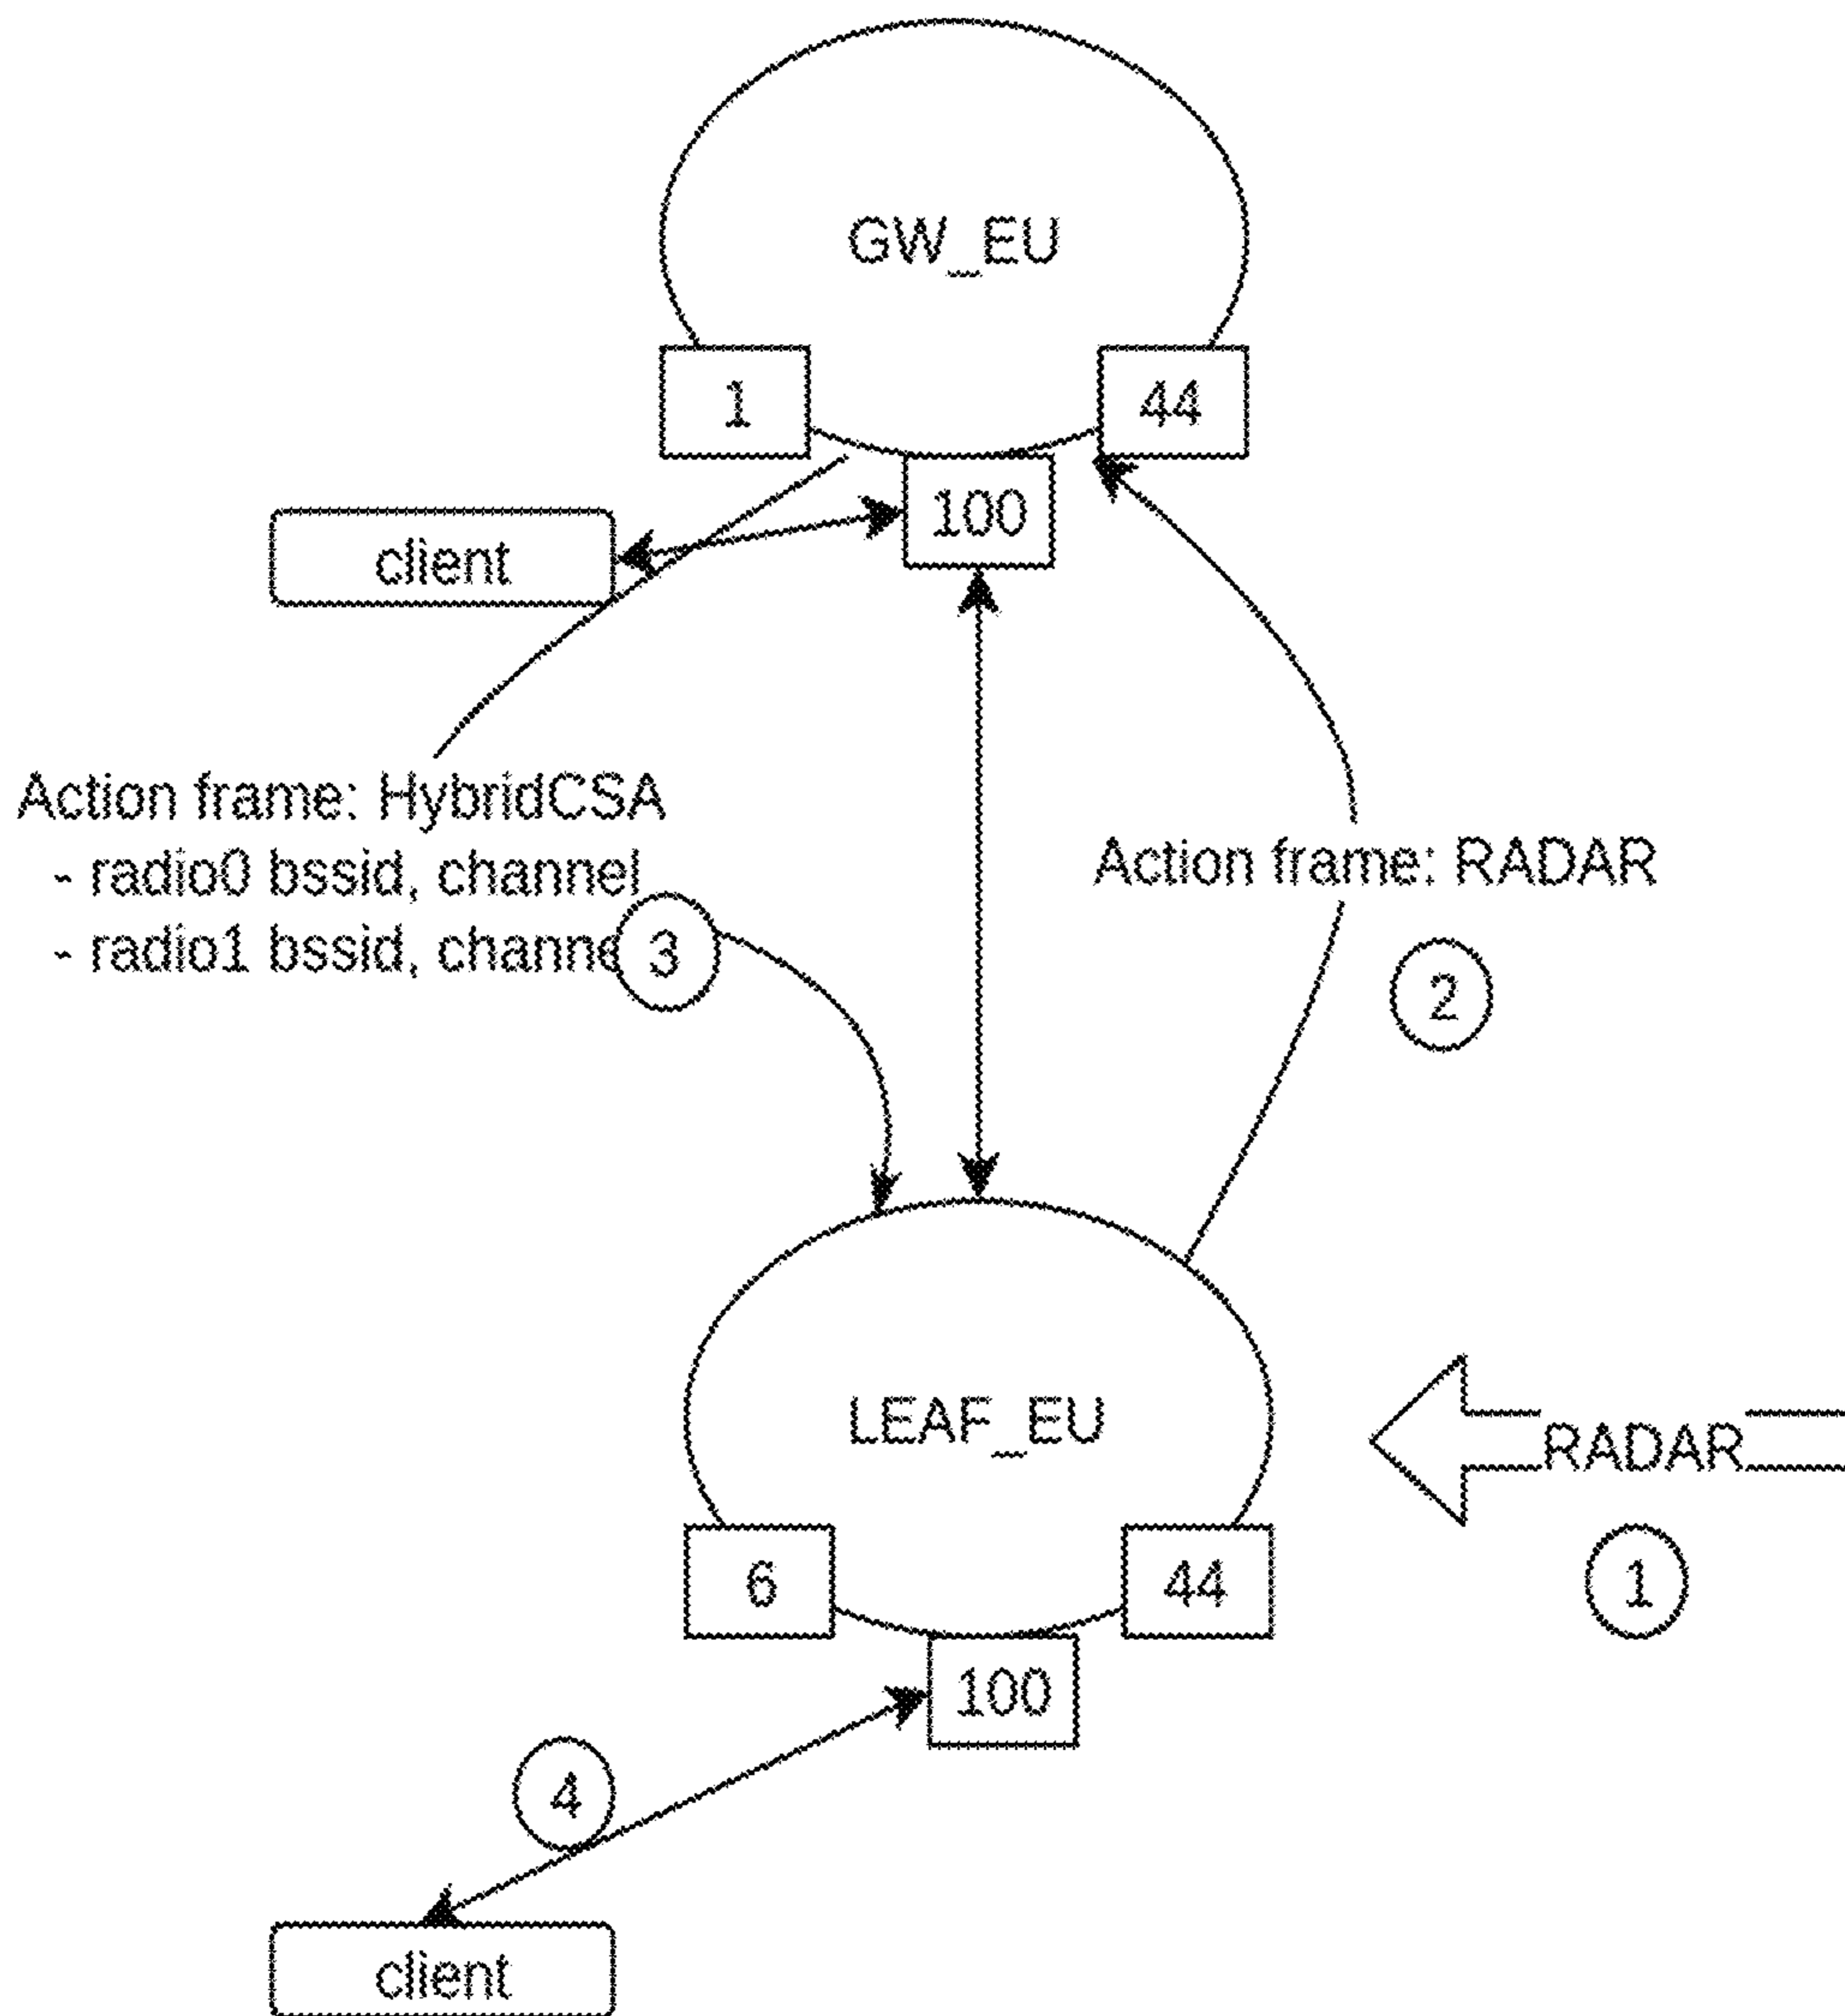 GW_EU
1
44
100
client
Action frame: HybridCSA
- radio0 bssid, channel
- radio1 bssid, channe
3
Action frame: RADAR
2
LEAF_EU
RADAR
6
44
1
100
4
client